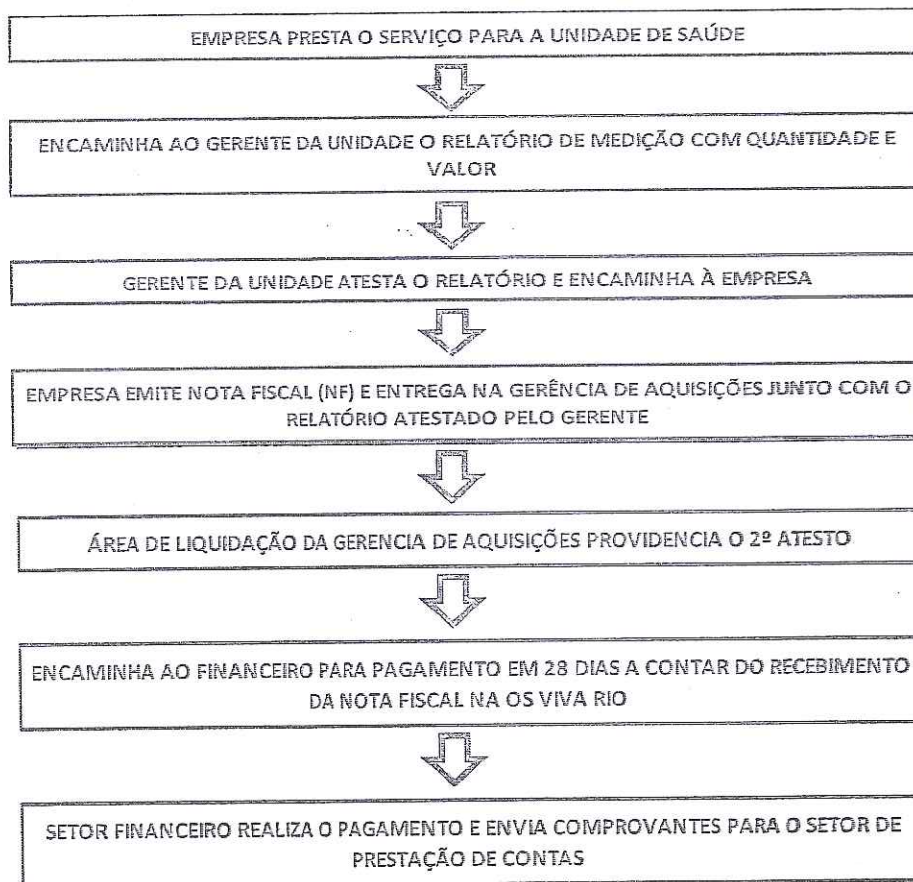 EMPRESA PRESTA O SERVIÇO PARA A UNIDADE DE SAÚDE
ENCAMINHA AO GERENTE DA UNIDADE O RELATÓRIO DE MEDIÇÃO COM QUANTIDADE E
VALOR
GERENTE DA UNIDADE ATESTA O RELATÓRIO E ENCAMINHA À EMPRESA
EMPRESA EMITE NOTA FISCAL (NF) E ENTREGA NA GERÊNCIA DE AQUISIÇÕES JUNTO COM O
RELATÓRIO ATESTADO PELO GERENTE
ÁREA DE LIQUIDAÇÃO DA GERENCIA DE AQUISIÇÕES PROVIDENCIA O 2º ATESTO
ENCAMINHA AO FINANCEIRO PARA PAGAMENTO EM 28 DIAS A CONTAR DO RECEBIMENTO
DA NOTA FISCAL NA OS VIVA RIO
SETOR FINANCEIRO REALIZA O PAGAMENTO E ENVIA COMPROVANTES PARA O SETOR DE
PRESTAÇÃO DE CONTAS